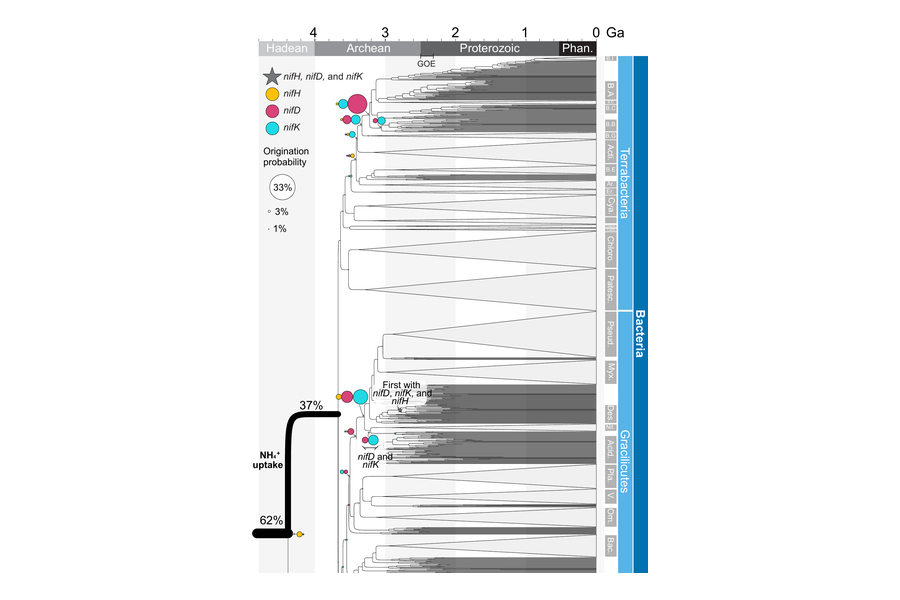 4 3 2 1 0 Ga
Hadean Archean Proterozoic Phan.
GOE
nifH, nifD, and nifK
nifH
nifD
nifK
Origination
probability
33%
3%
1%
First with
nifD, nifK, and
nifH
37%
nifD and
nifK
NH₄⁺
uptake
62%
Acti.
Cya.
Chloro.
Patesc.
Pseud.
Myx.
Des.
Acid.
Pla.
V.
Om.
Bac.
Terrabacteria
Gracilicutes
Bacteria